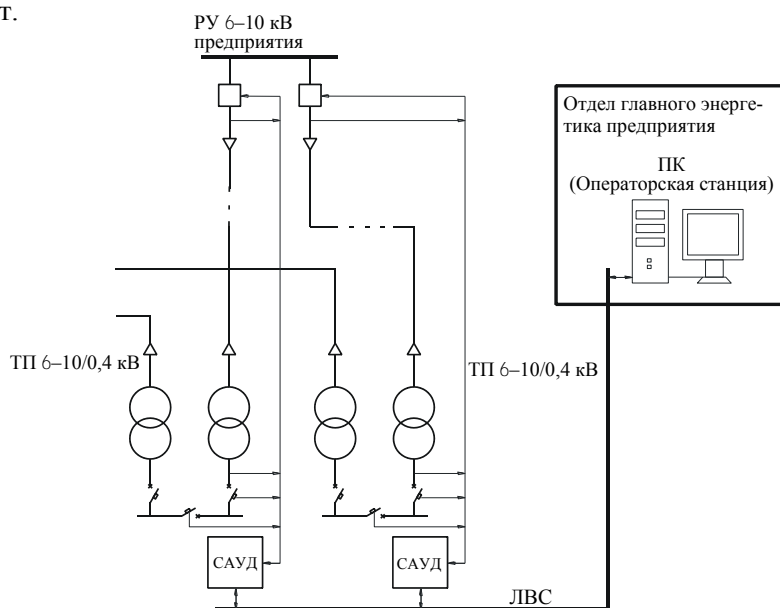 т.
РУ 6–10 кВ
предприятия
Отдел главного энерге-
тика предприятия
ПК
(Операторская станция)
ТП 6–10/0,4 кВ
ТП 6–10/0,4 кВ
САУД
САУД
ЛВС